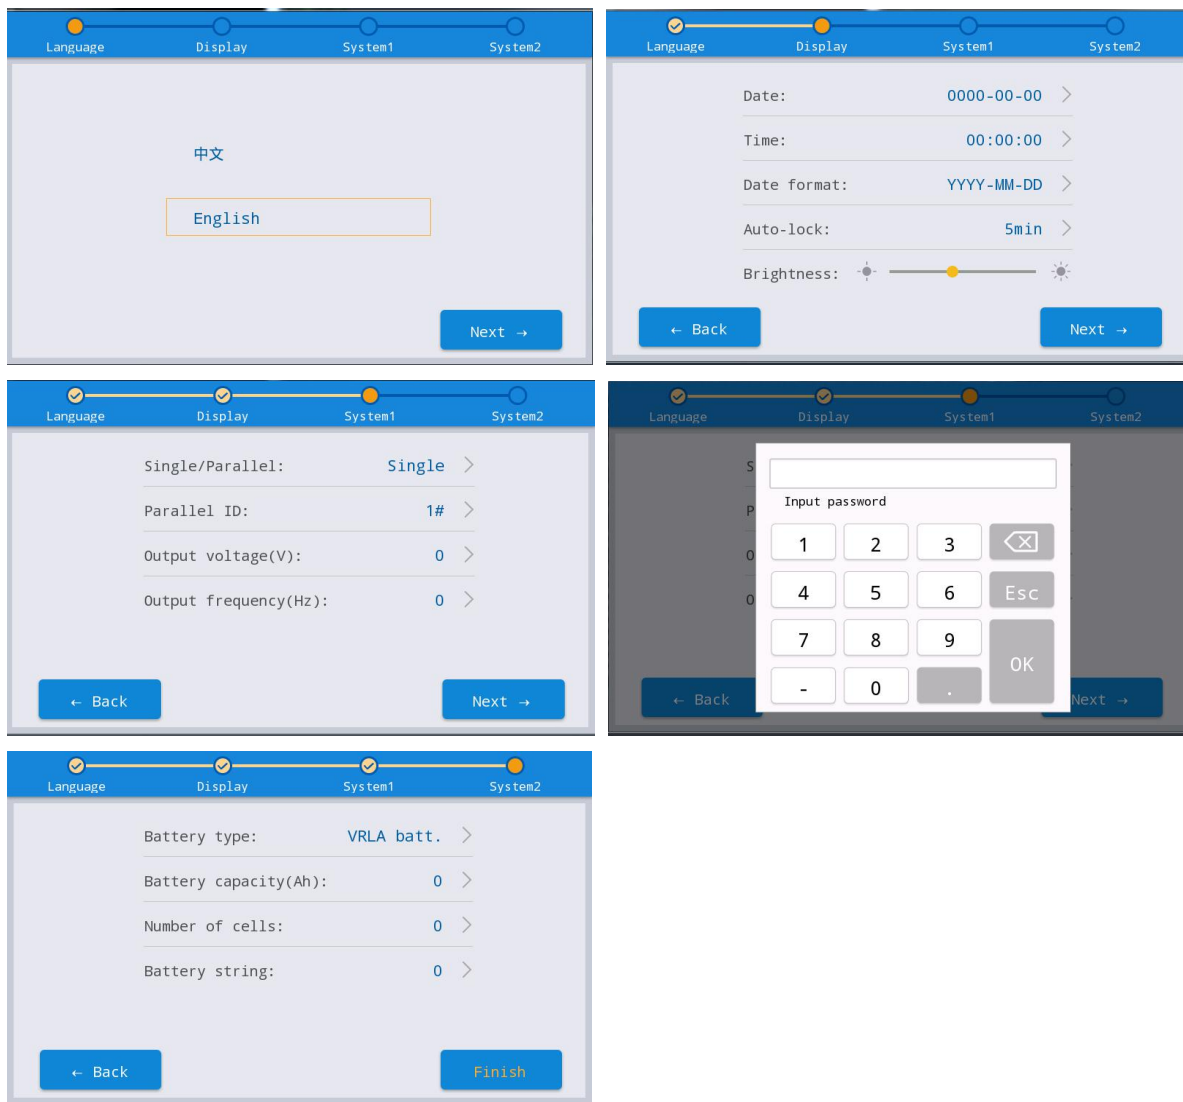 Language Display System1 System2
中文
English
Next →
Language Display System1 System2
Date: 0000-00-00
Time: 00:00:00
Date format: YYYY-MM-DD
Auto-lock: 5min
Brightness:
← Back Next →
Language Display System1 System2
Single/Parallel: Single
Parallel ID: 1#
Output voltage(V): 0
Output frequency(Hz): 0
← Back Next →
Language Display System1 System2
S
Input password
P
1 2 3
O
4 5 6 Esc
O
7 8 9
OK
- 0 .
← Back Next →
Language Display System1 System2
Battery type: VRLA batt.
Battery capacity(Ah): 0
Number of cells: 0
Battery string: 0
← Back Finish